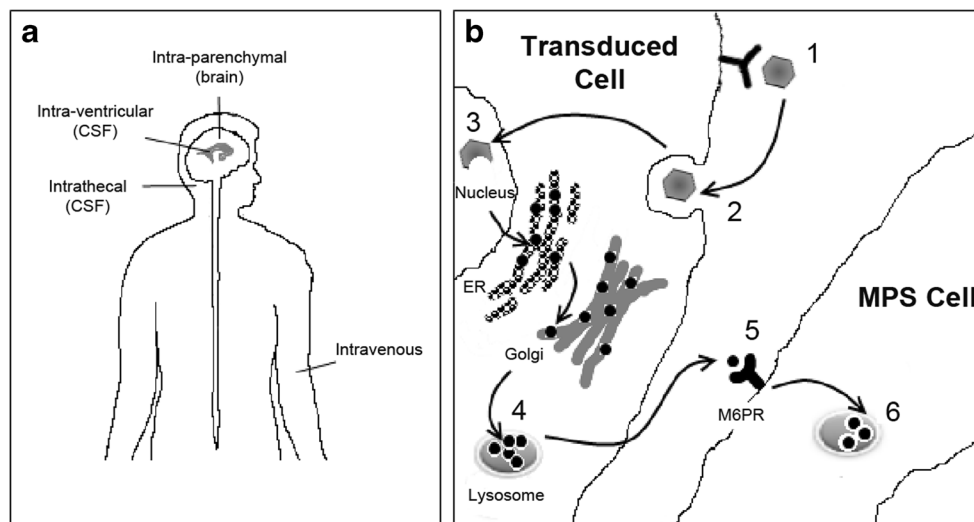 a
Intra-parenchymal
(brain)
Intra-ventricular
(CSF)
Intrathecal
(CSF)
Intravenous
b
Transduced
Cell
1
2
3
Nucleus
ER
Golgi
4
Lysosome
5
M6PR
MPS Cell
6